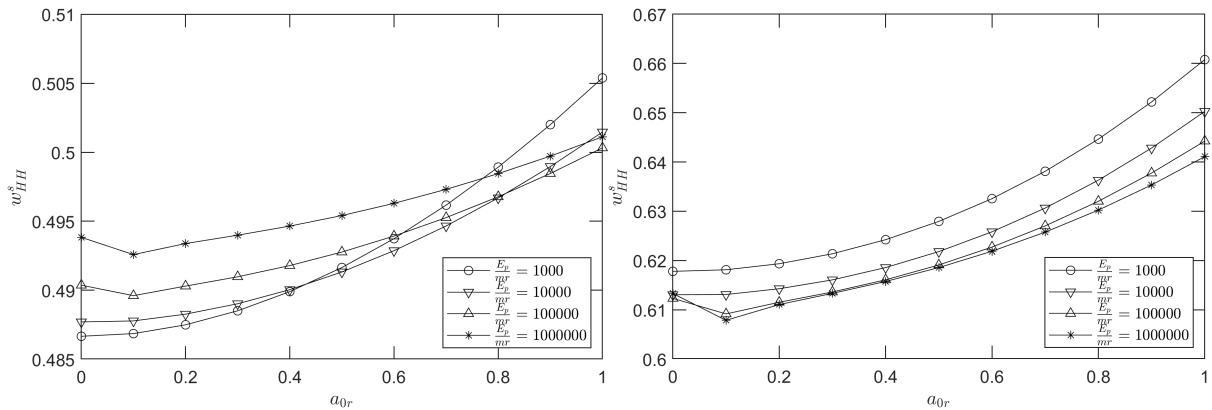 0.51
0.505
0.5
0.495
0.49
0.485
0 0.2 0.4 0.6 0.8 1
w^s_{HH}
a_{0r}
E_p/mr = 1000
E_p/mr = 10000
E_p/mr = 100000
E_p/mr = 1000000
0.67
0.66
0.65
0.64
0.63
0.62
0.61
0.6
0 0.2 0.4 0.6 0.8 1
w^s_{HH}
a_{0r}
E_p/mr = 1000
E_p/mr = 10000
E_p/mr = 100000
E_p/mr = 1000000